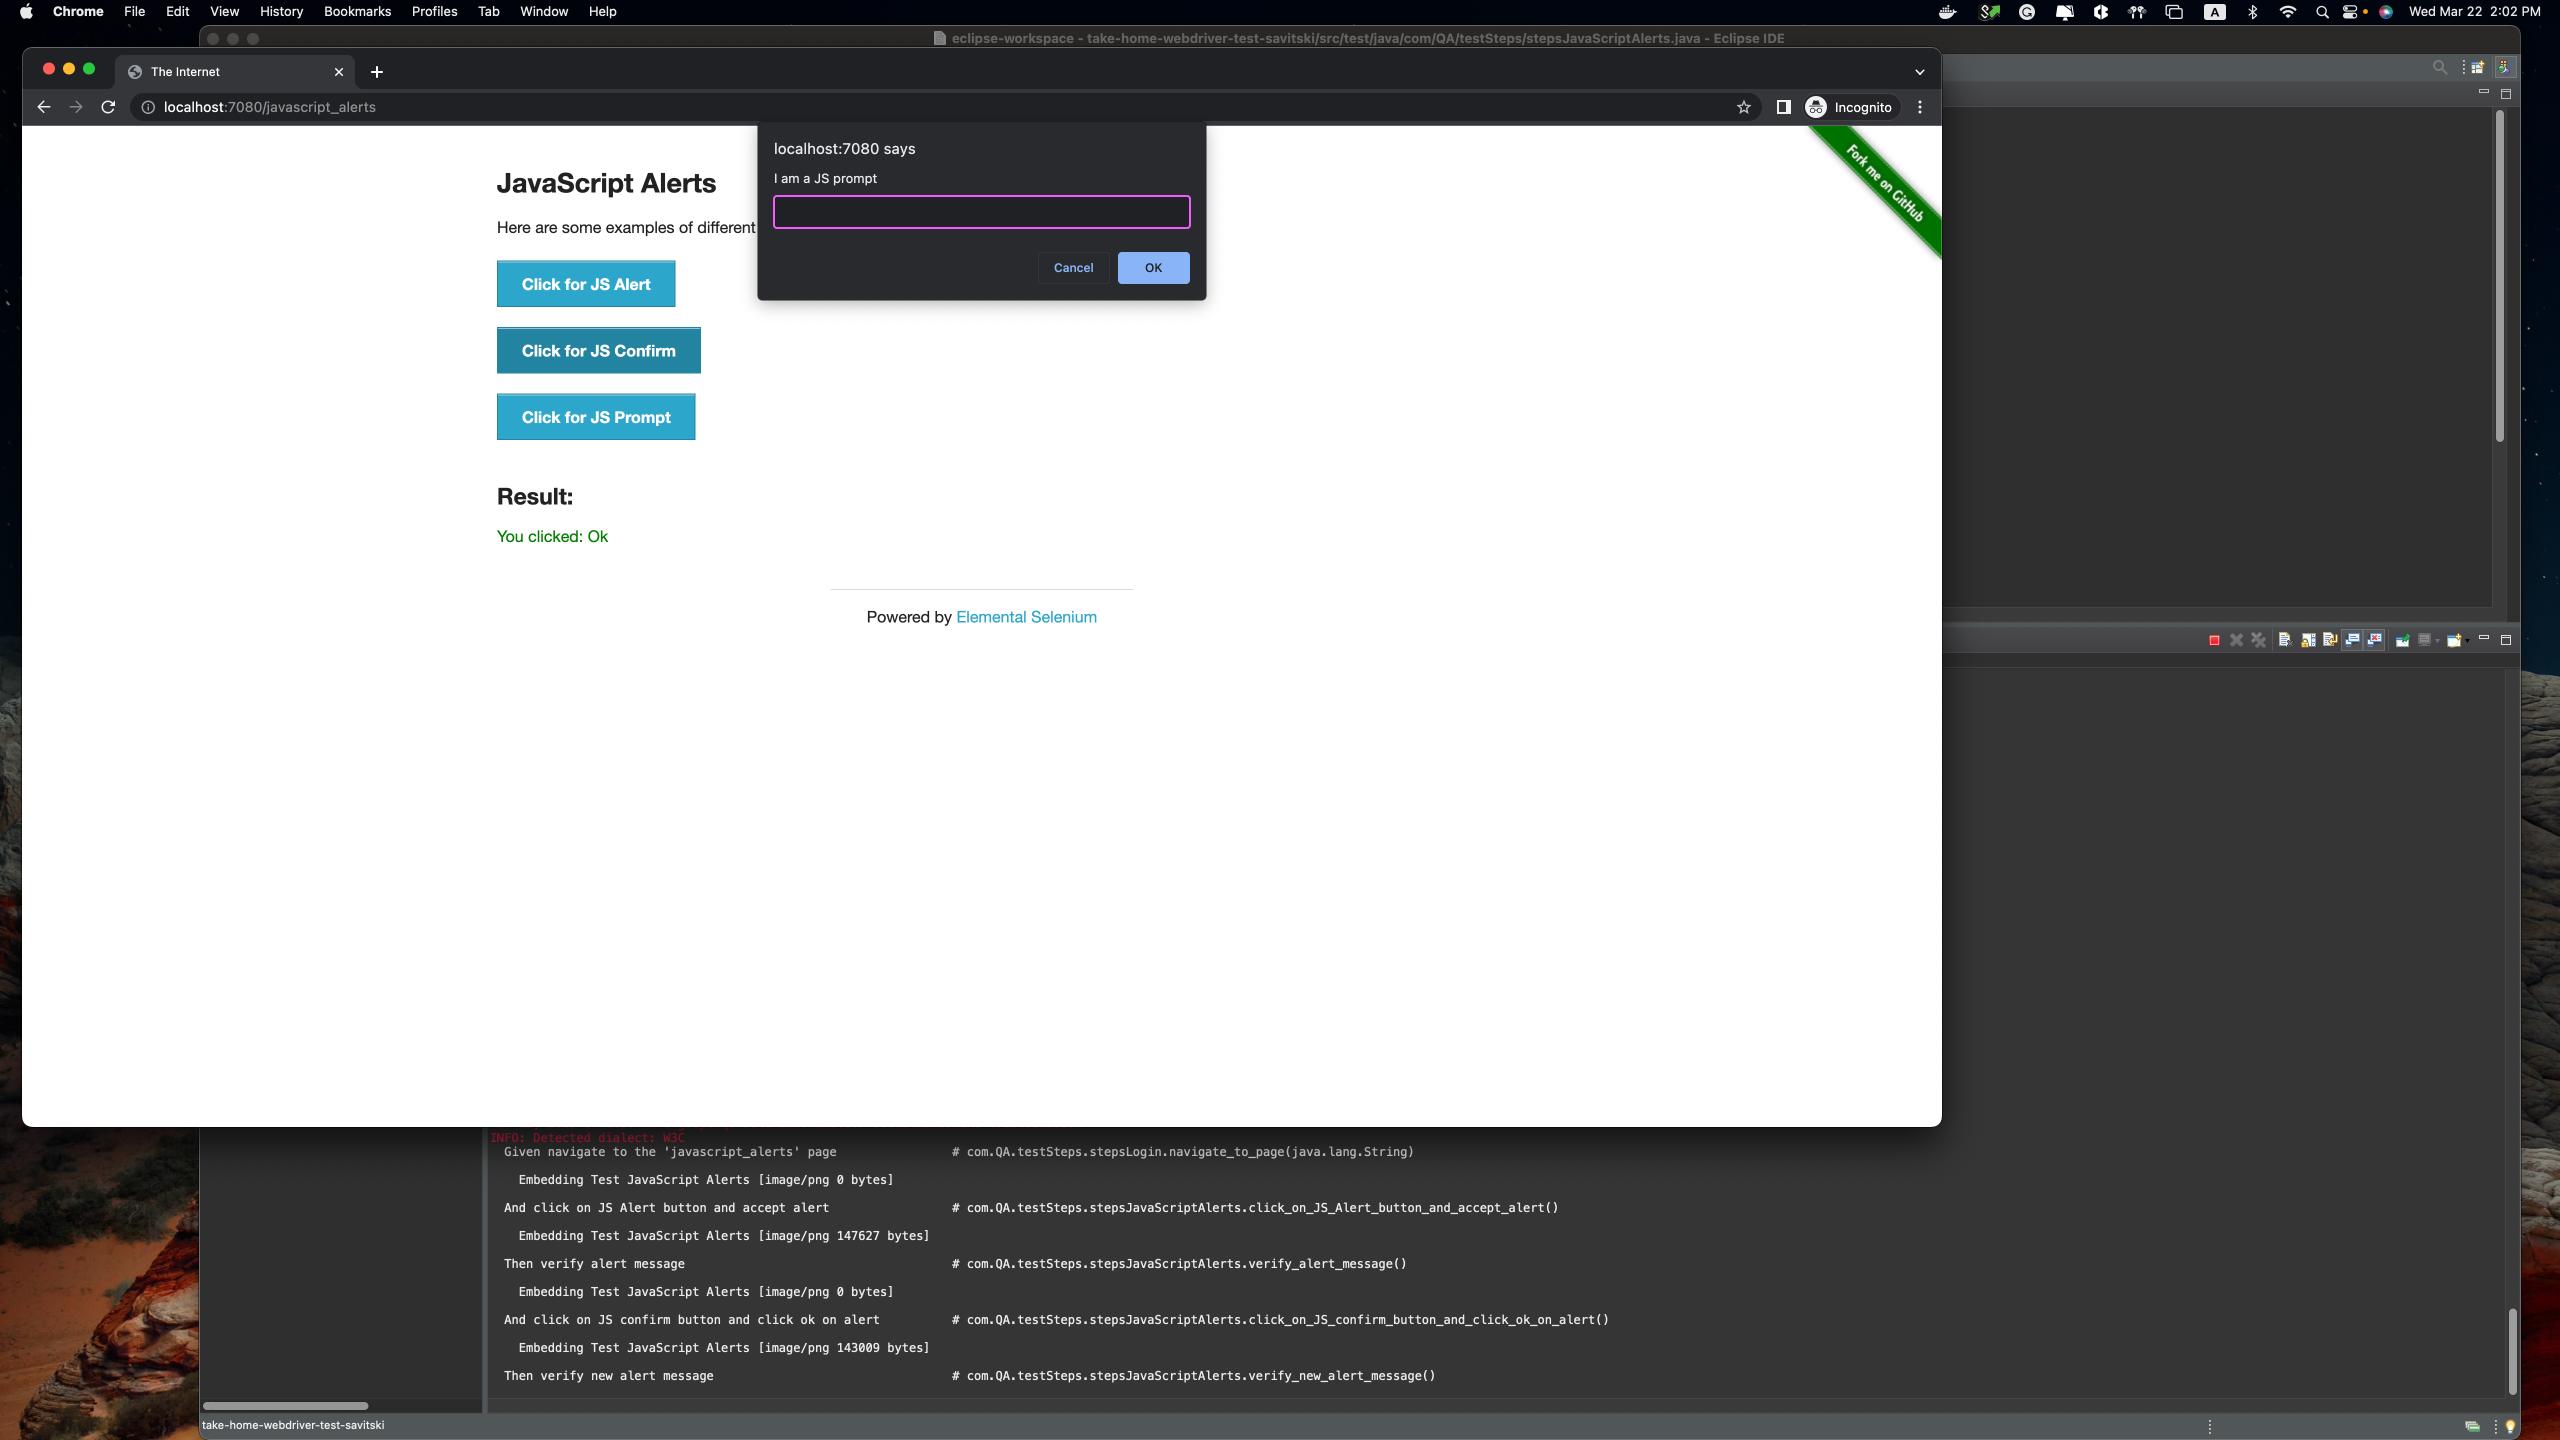 Chrome File Edit View History Bookmarks Profiles Tab Window Help
A Wed Mar 22 2:02 PM
eclipse-workspace - take-home-webdriver-test-savitski/src/test/java/com/QA/testSteps/stepsJavaScriptAlerts.java - Eclipse IDE
The Internet
localhost:7080/javascript_alerts
Incognito
localhost:7080 says
I am a JS prompt
Cancel OK
Fork me on GitHub
JavaScript Alerts
Here are some examples of different
Click for JS Alert
Click for JS Confirm
Click for JS Prompt
Result:
You clicked: Ok
Powered by Elemental Selenium
INFO: Detected dialect: W3C
Given navigate to the 'javascript_alerts' page # com.QA.testSteps.stepsLogin.navigate_to_page(java.lang.String)
Embedding Test JavaScript Alerts [image/png 0 bytes]
And click on JS Alert button and accept alert # com.QA.testSteps.stepsJavaScriptAlerts.click_on_JS_Alert_button_and_accept_alert()
Embedding Test JavaScript Alerts [image/png 147627 bytes]
Then verify alert message # com.QA.testSteps.stepsJavaScriptAlerts.verify_alert_message()
Embedding Test JavaScript Alerts [image/png 0 bytes]
And click on JS confirm button and click ok on alert # com.QA.testSteps.stepsJavaScriptAlerts.click_on_JS_confirm_button_and_click_ok_on_alert()
Embedding Test JavaScript Alerts [image/png 143009 bytes]
Then verify new alert message # com.QA.testSteps.stepsJavaScriptAlerts.verify_new_alert_message()
take-home-webdriver-test-savitski